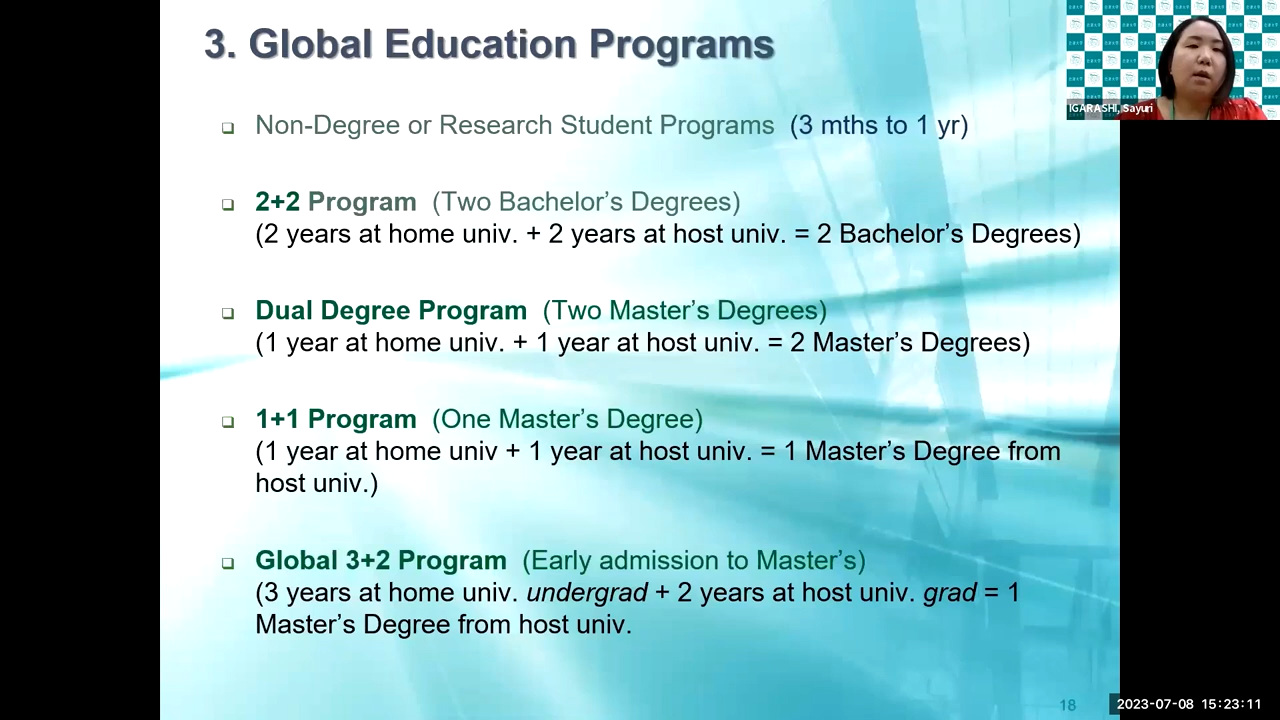 3. Global Education Programs
IGARASHI, Sayuri
Non-Degree or Research Student Programs (3 mths to 1 yr)
2+2 Program (Two Bachelor’s Degrees)
(2 years at home univ. + 2 years at host univ. = 2 Bachelor’s Degrees)
Dual Degree Program (Two Master’s Degrees)
(1 year at home univ. + 1 year at host univ. = 2 Master’s Degrees)
1+1 Program (One Master’s Degree)
(1 year at home univ + 1 year at host univ. = 1 Master’s Degree from
host univ.)
Global 3+2 Program (Early admission to Master’s)
(3 years at home univ. undergrad + 2 years at host univ. grad = 1
Master’s Degree from host univ.
18
2023-07-08 15:23:11